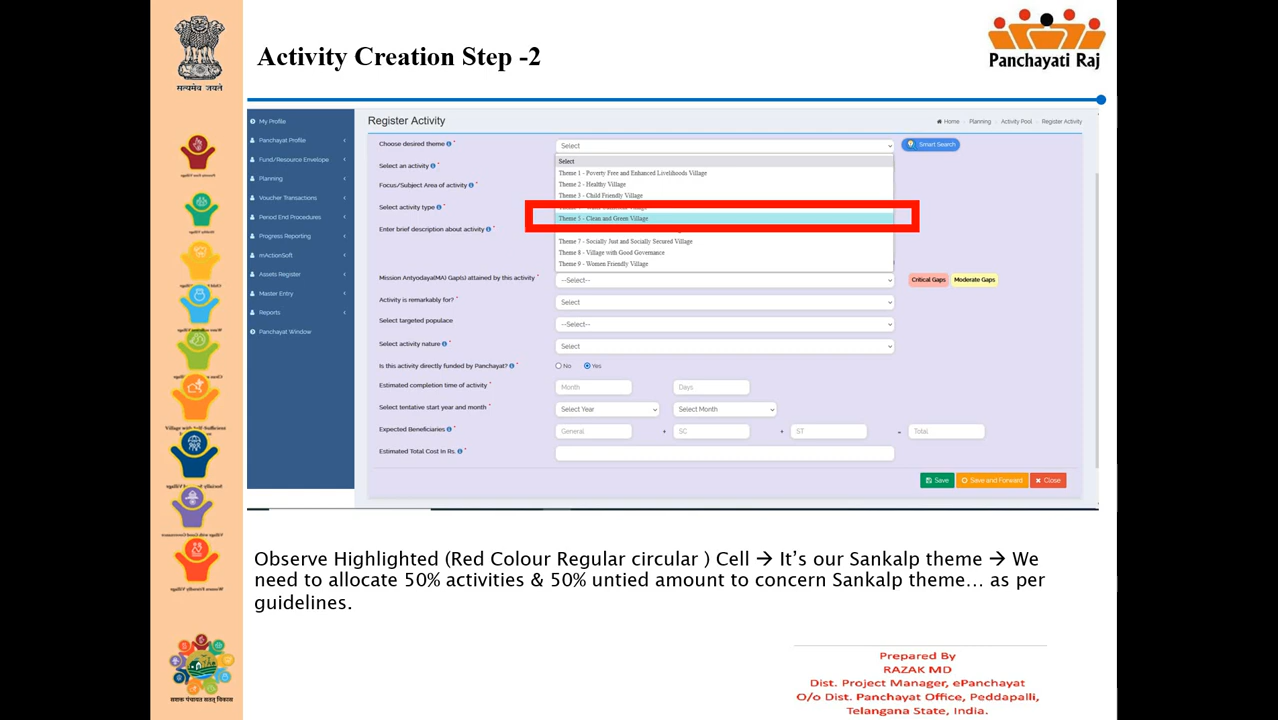 सत्यमेव जयते
Activity Creation Step -2
Panchayati Raj
My Profile
Panchayat Profile
Fund/Resource Envelope
Planning
Voucher Transactions
Period End Procedures
Progress Reporting
mActionSoft
Assets Register
Master Entry
Reports
Panchayat Window
Register Activity
Home
Planning
Activity Pool
Register Activity
Choose desired theme *
Select
Smart Search
Select an activity *
Focus/Subject Area of activity *
Select activity type *
Enter brief description about activity *
Select
Theme 1 - Poverty Free and Enhanced Livelihoods Village
Theme 2 - Healthy Village
Theme 3 - Child Friendly Village
Theme 5 - Clean and Green Village
Theme 7 - Socially Just and Socially Secured Village
Theme 8 - Village with Good Governance
Theme 9 - Women Friendly Village
Mission Antyodaya(MA) Gap(s) attained by this activity *
--Select--
Critical Gaps
Moderate Gaps
Activity is remarkably for? *
Select
Select targeted populace
--Select--
Select activity nature *
Select
Is this activity directly funded by Panchayat? *
No
Yes
Estimated completion time of activity *
Month
Days
Select tentative start year and month *
Select Year
Select Month
Expected Beneficiaries *
General
+
SC
+
ST
=
Total
Estimated Total Cost In Rs. *
Save
Save and Forward
Close
Observe Highlighted (Red Colour Regular circular ) Cell → It's our Sankalp theme → We
need to allocate 50% activities & 50% untied amount to concern Sankalp theme... as per
guidelines.
सशक्त पंचायत सतत् विकास
Prepared By
RAZAK MD
Dist. Project Manager, ePanchayat
O/o Dist. Panchayat Office, Peddapalli,
Telangana State, India.